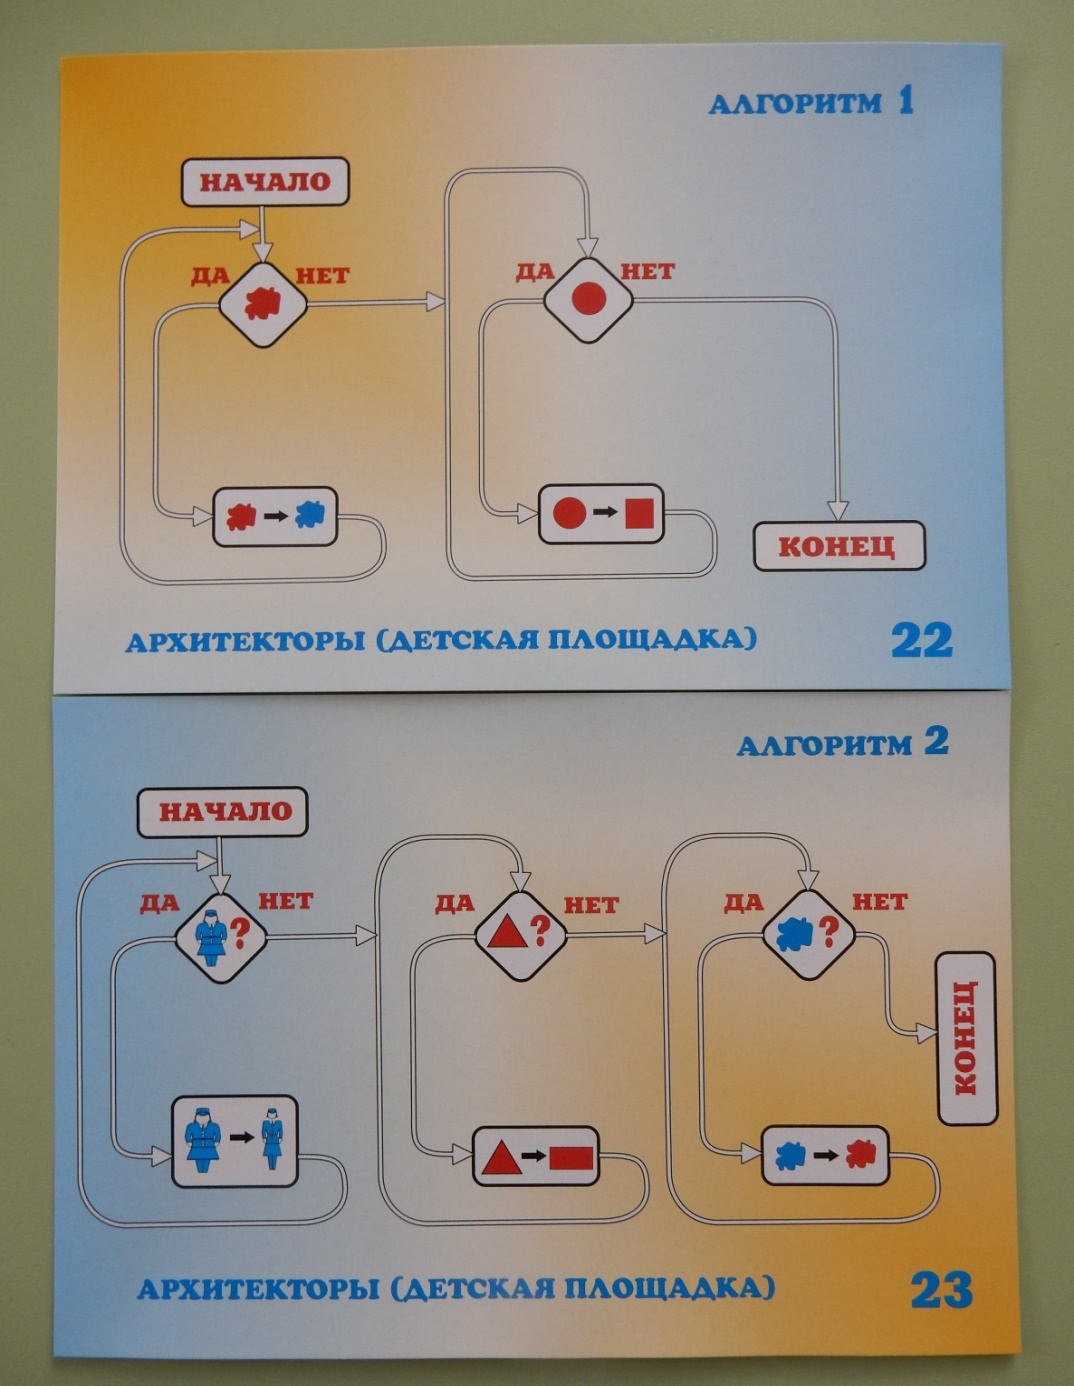 АЛГОРИТМ 1
НАЧАЛО
ДА НЕТ
ДА НЕТ
КОНЕЦ
АРХИТЕКТОРЫ (ДЕТСКАЯ ПЛОЩАДКА)
22
АЛГОРИТМ 2
НАЧАЛО
ДА НЕТ
?
ДА НЕТ
?
ДА НЕТ
?
КОНЕЦ
АРХИТЕКТОРЫ (ДЕТСКАЯ ПЛОЩАДКА)
23